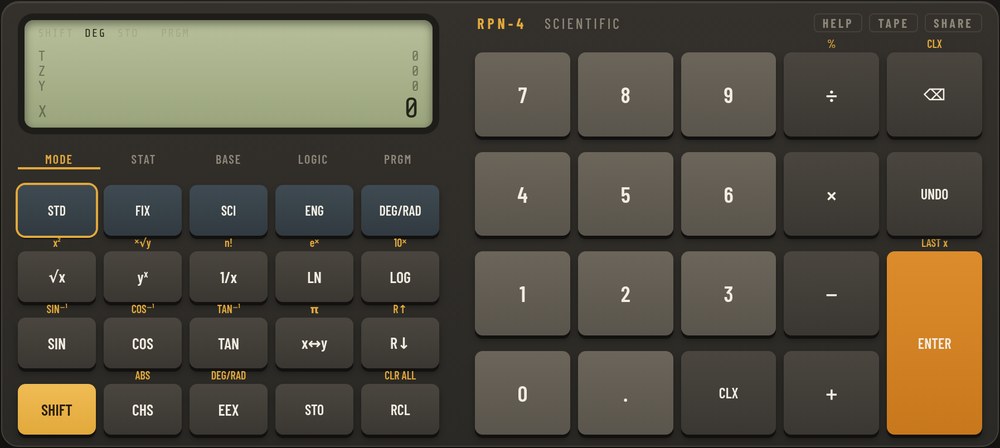 SHIFT DEG STO PRGM
T 0
Z 0
Y 0
X 0
RPN-4 SCIENTIFIC
HELP TAPE SHARE
MODE STAT BASE LOGIC PRGM
STD FIX SCI ENG DEG/RAD
x² ˣ√y n! eˣ 10ˣ
√x yˣ 1/x LN LOG
SIN⁻¹ COS⁻¹ TAN⁻¹ π R↑
SIN COS TAN x↔y R↓
ABS DEG/RAD CLR ALL
SHIFT CHS EEX STO RCL
% CLX
7 8 9 ÷ ⌫
4 5 6 × UNDO
LAST x
1 2 3 − ENTER
0 . CLX +